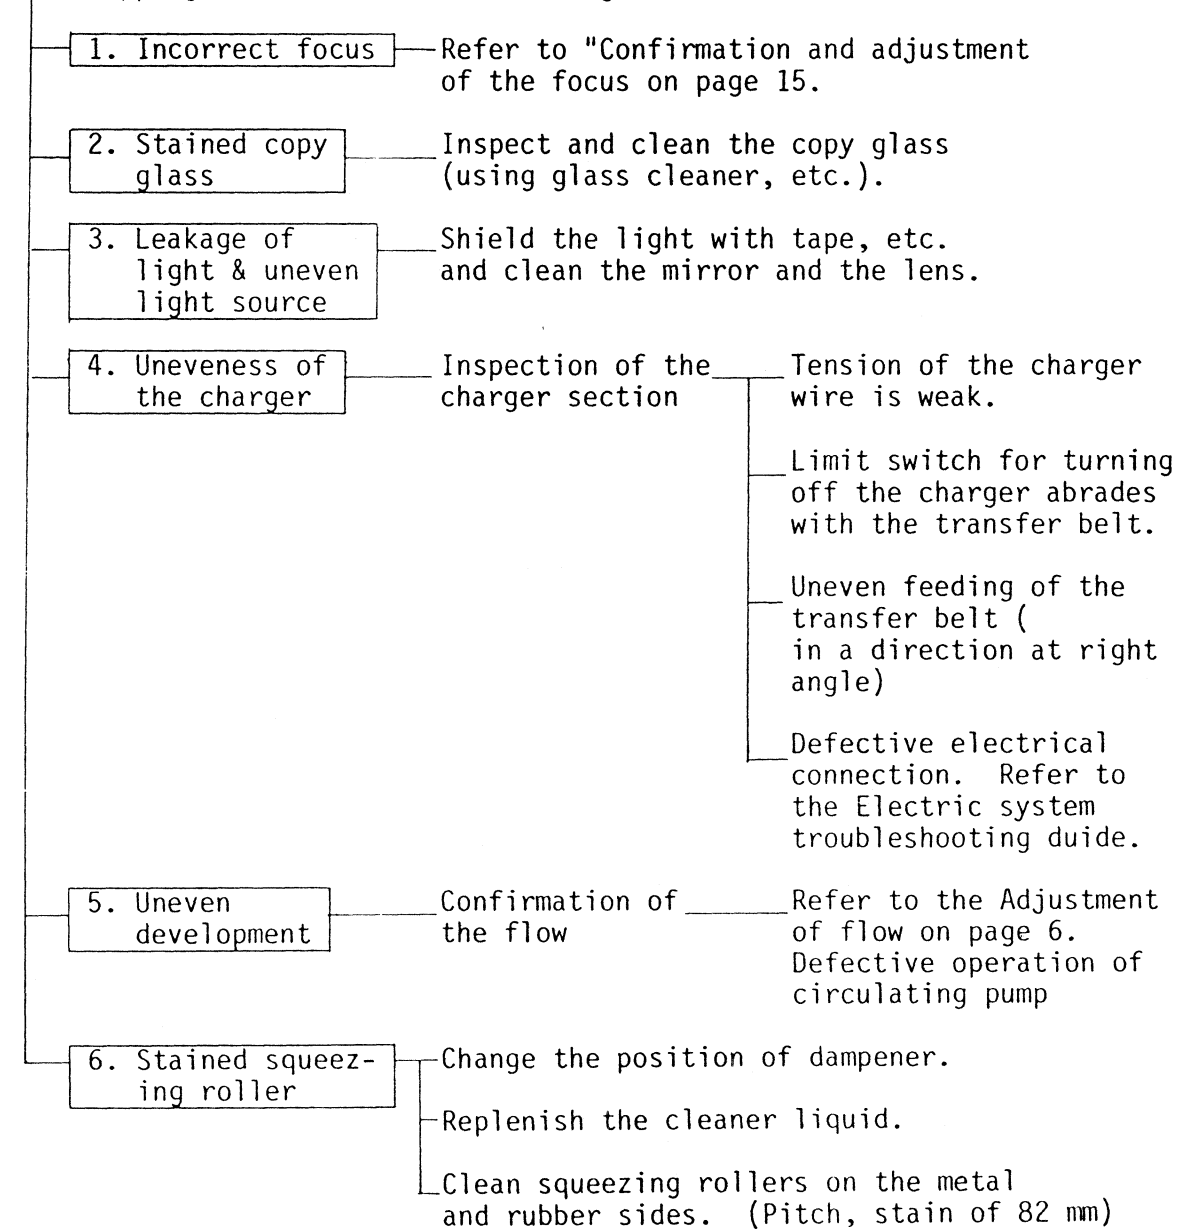 1. Incorrect focus
Refer to "Confirmation and adjustment
of the focus on page 15.
2. Stained copy
glass
Inspect and clean the copy glass
(using glass cleaner, etc.).
3. Leakage of
light & uneven
light source
Shield the light with tape, etc.
and clean the mirror and the lens.
4. Uneveness of
the charger
Inspection of the
charger section
Tension of the charger
wire is weak.
Limit switch for turning
off the charger abrades
with the transfer belt.
Uneven feeding of the
transfer belt (
in a direction at right
angle)
Defective electrical
connection. Refer to
the Electric system
troubleshooting duide.
5. Uneven
development
Confirmation of
the flow
Refer to the Adjustment
of flow on page 6.
Defective operation of
circulating pump
6. Stained squeez-
ing roller
Change the position of dampener.
Replenish the cleaner liquid.
Clean squeezing rollers on the metal
and rubber sides. (Pitch, stain of 82 mm)